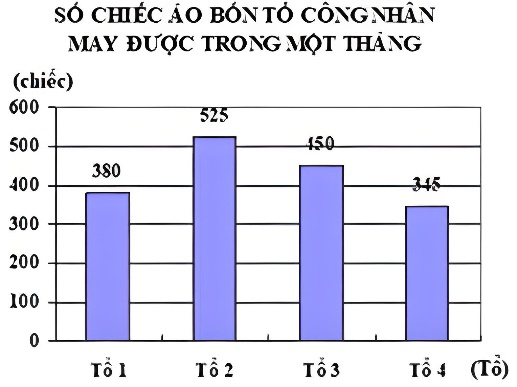 SỐ CHIẾC ÁO BỐN TỔ CÔNG NHÂN
MAY ĐƯỢC TRONG MỘT THÁNG
(chiếc)
600
500
400
300
200
100
0
380
525
450
345
Tổ 1
Tổ 2
Tổ 3
Tổ 4
(Tổ)